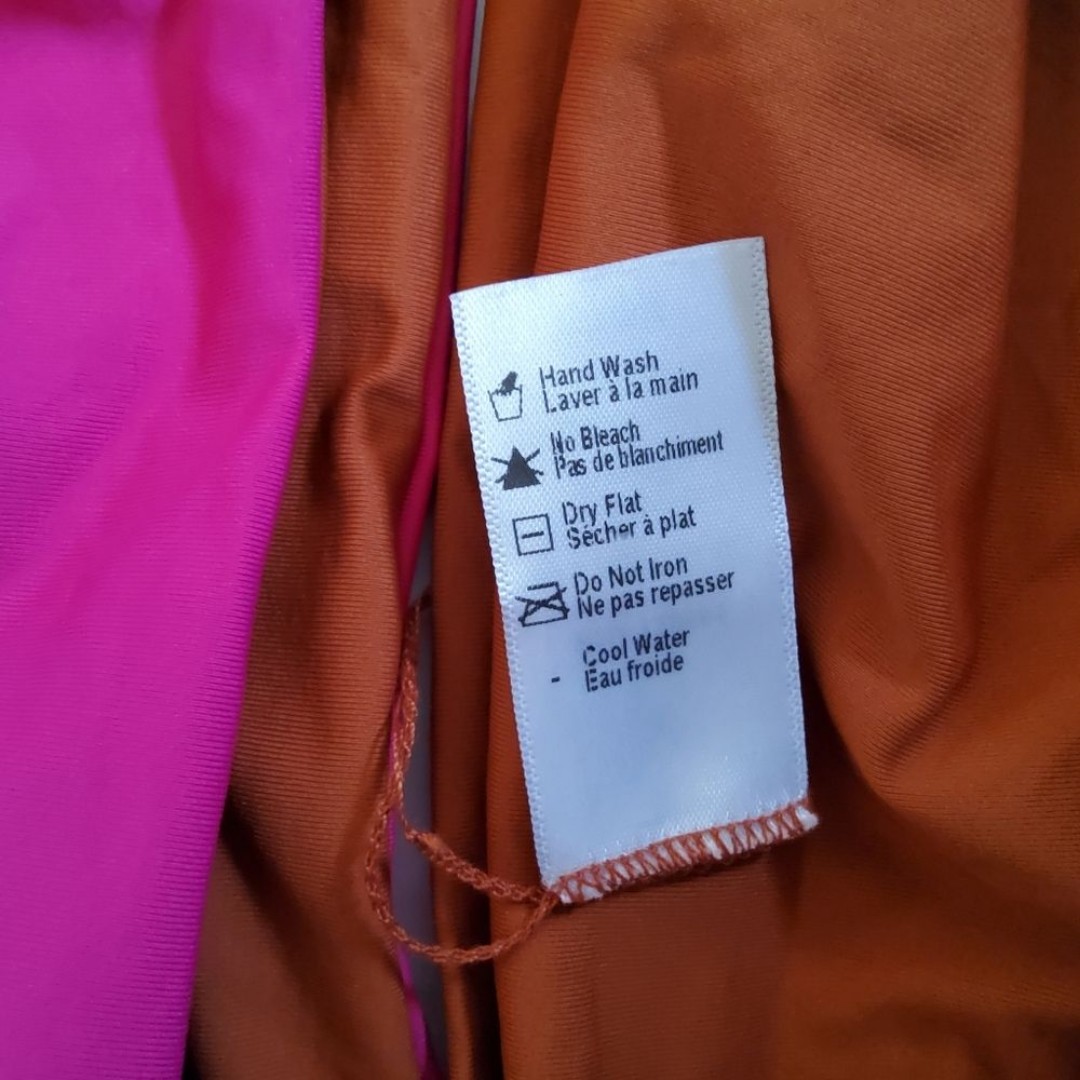 Hand Wash
Laver à la main
No Bleach
Pas de blanchiment
Dry Flat
Sécher à plat
Do Not Iron
Ne pas repasser
Cool Water
- Eau froide